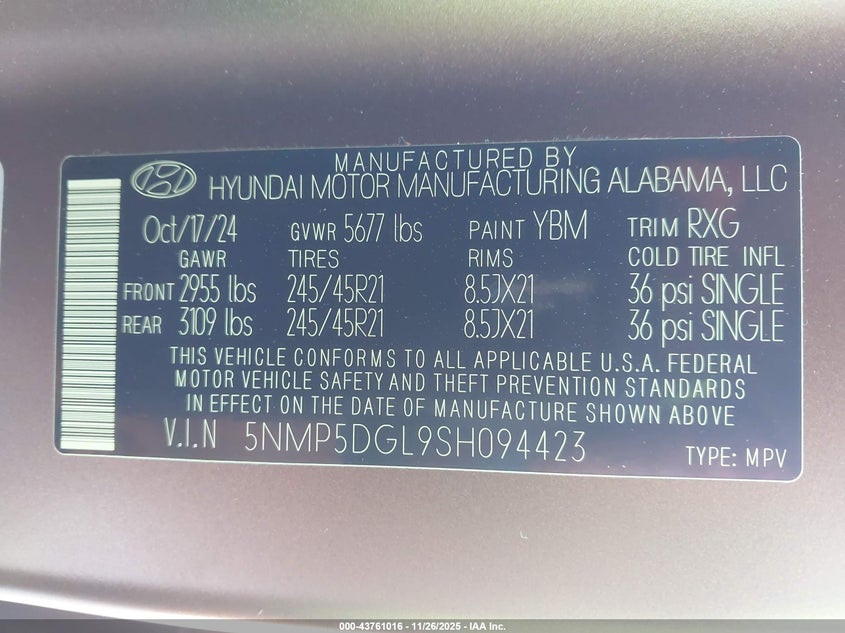 MANUFACTURED BY
HYUNDAI MOTOR MANUFACTURING ALABAMA, LLC
Oct/17/24 GVWR 5677 lbs PAINT YBM TRIM RXG
GAWR TIRES RIMS COLD TIRE INFL
FRONT 2955 lbs 245/45R21 8.5JX21 36 psi SINGLE
REAR 3109 lbs 245/45R21 8.5JX21 36 psi SINGLE
THIS VEHICLE CONFORMS TO ALL APPLICABLE U.S.A. FEDERAL
MOTOR VEHICLE SAFETY AND THEFT PREVENTION STANDARDS
IN EFFECT ON THE DATE OF MANUFACTURE SHOWN ABOVE
V.I.N 5NMP5DGL9SH094423 TYPE: MPV
000-43761016 - 11/26/2025 - IAA Inc.